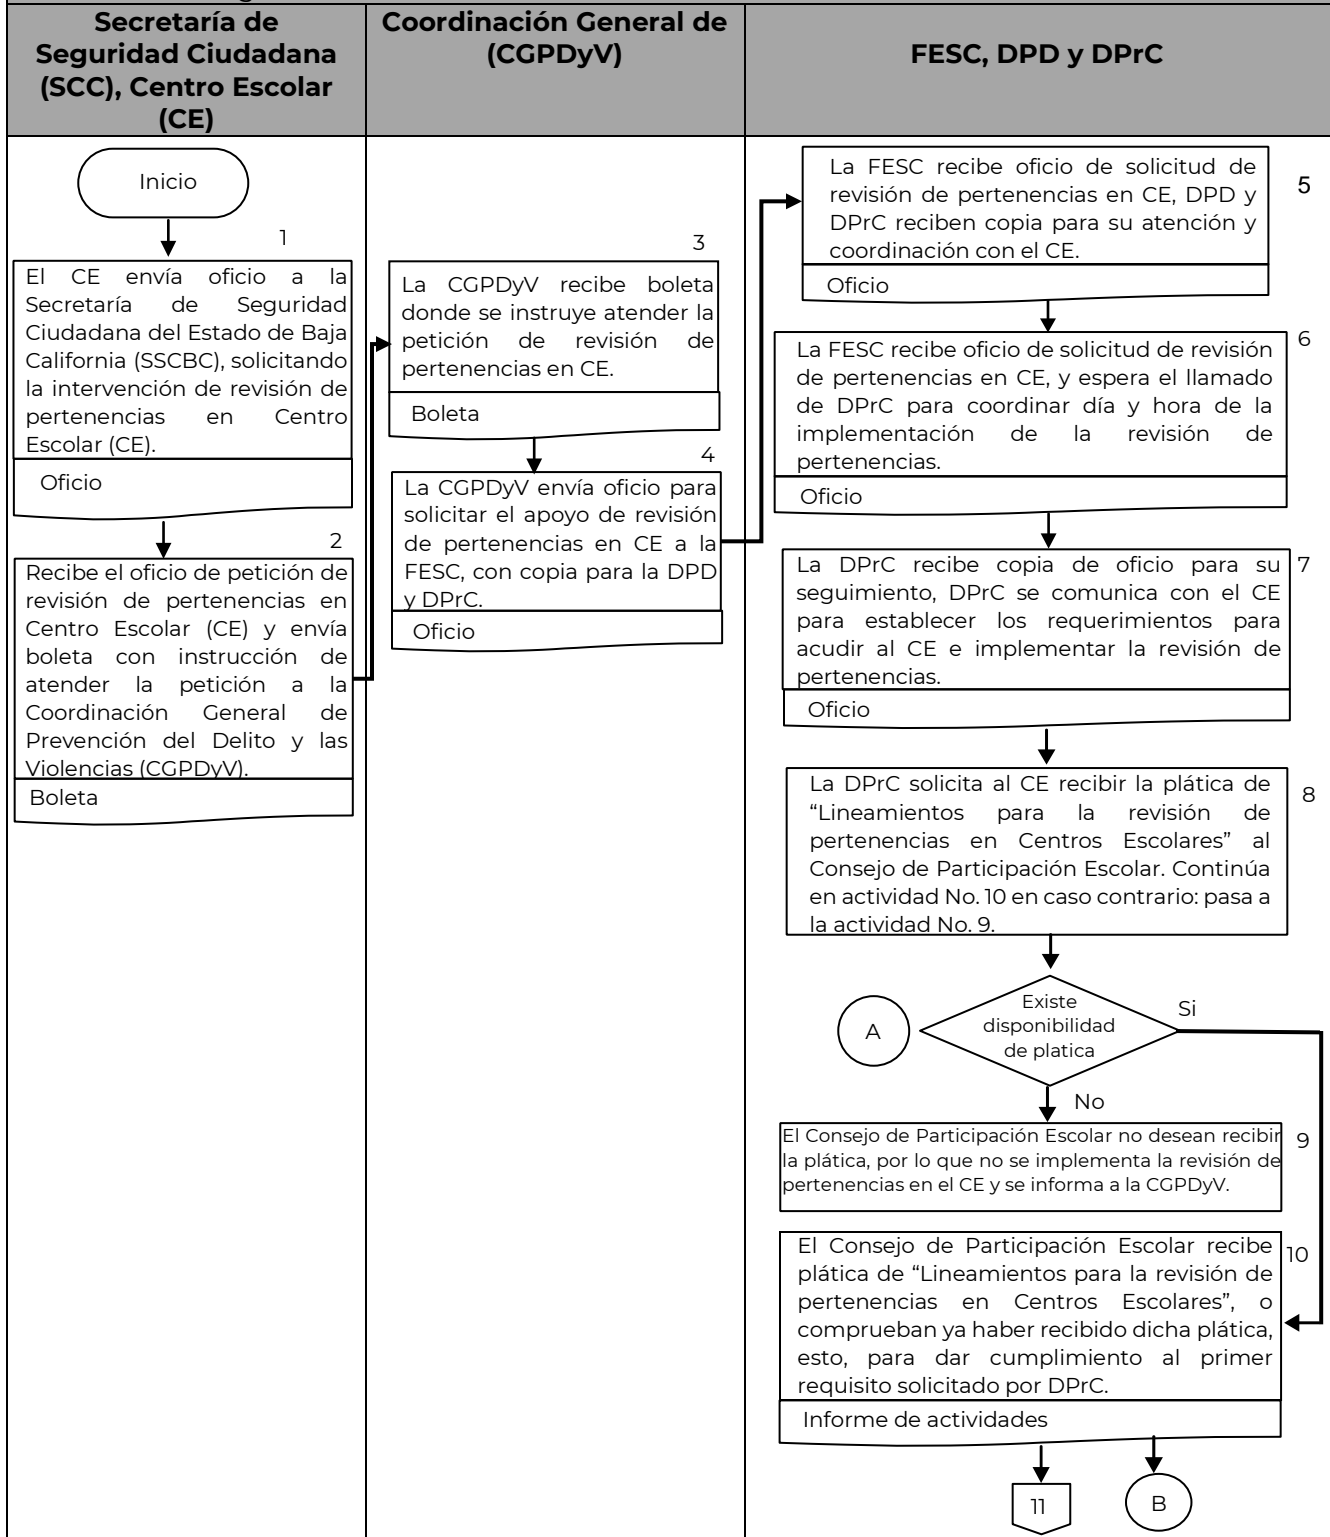 Secretaría de
Seguridad Ciudadana
(SCC), Centro Escolar
(CE)
Coordinación General de
(CGPDyV)
FESC, DPD y DPrC
Inicio
1
El CE envía oficio a la
Secretaría de Seguridad
Ciudadana del Estado de Baja
California (SSCBC), solicitando
la intervención de revisión de
pertenencias en Centro
Escolar (CE).
Oficio
2
Recibe el oficio de petición de
revisión de pertenencias en
Centro Escolar (CE) y envía
boleta con instrucción de
atender la petición a la
Coordinación General de
Prevención del Delito y las
Violencias (CGPDyV).
Boleta
3
La CGPDyV recibe boleta
donde se instruye atender la
petición de revisión de
pertenencias en CE.
Boleta
4
La CGPDyV envía oficio para
solicitar el apoyo de revisión
de pertenencias en CE a la
FESC, con copia para la DPD
y DPrC.
Oficio
La FESC recibe oficio de solicitud de
revisión de pertenencias en CE, DPD y
DPrC reciben copia para su atención y
coordinación con el CE.
5
Oficio
La FESC recibe oficio de solicitud de revisión
de pertenencias en CE, y espera el llamado
de DPrC para coordinar día y hora de la
implementación de la revisión de
pertenencias.
6
Oficio
La DPrC recibe copia de oficio para su
seguimiento, DPrC se comunica con el CE
para establecer los requerimientos para
acudir al CE e implementar la revisión de
pertenencias.
7
Oficio
La DPrC solicita al CE recibir la plática de
“Lineamientos para la revisión de
pertenencias en Centros Escolares” al
Consejo de Participación Escolar. Continúa
en actividad No. 10 en caso contrario: pasa a
la actividad No. 9.
8
A
Existe
disponibilidad
de platica
Si
No
El Consejo de Participación Escolar no desean recibir
la plática, por lo que no se implementa la revisión de
pertenencias en el CE y se informa a la CGPDyV.
9
El Consejo de Participación Escolar recibe
plática de “Lineamientos para la revisión de
pertenencias en Centros Escolares”, o
comprueban ya haber recibido dicha plática,
esto, para dar cumplimiento al primer
requisito solicitado por DPrC.
10
Informe de actividades
11
B